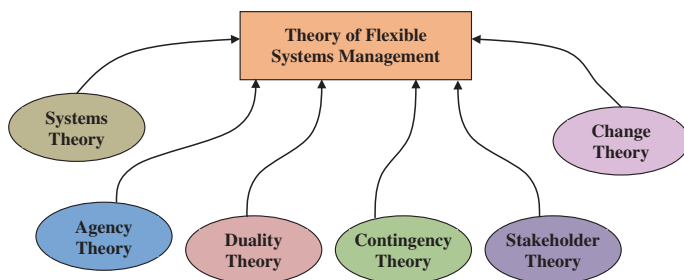 Theory of Flexible
Systems Management
Systems
Theory
Change
Theory
Agency
Theory
Duality
Theory
Contingency
Theory
Stakeholder
Theory